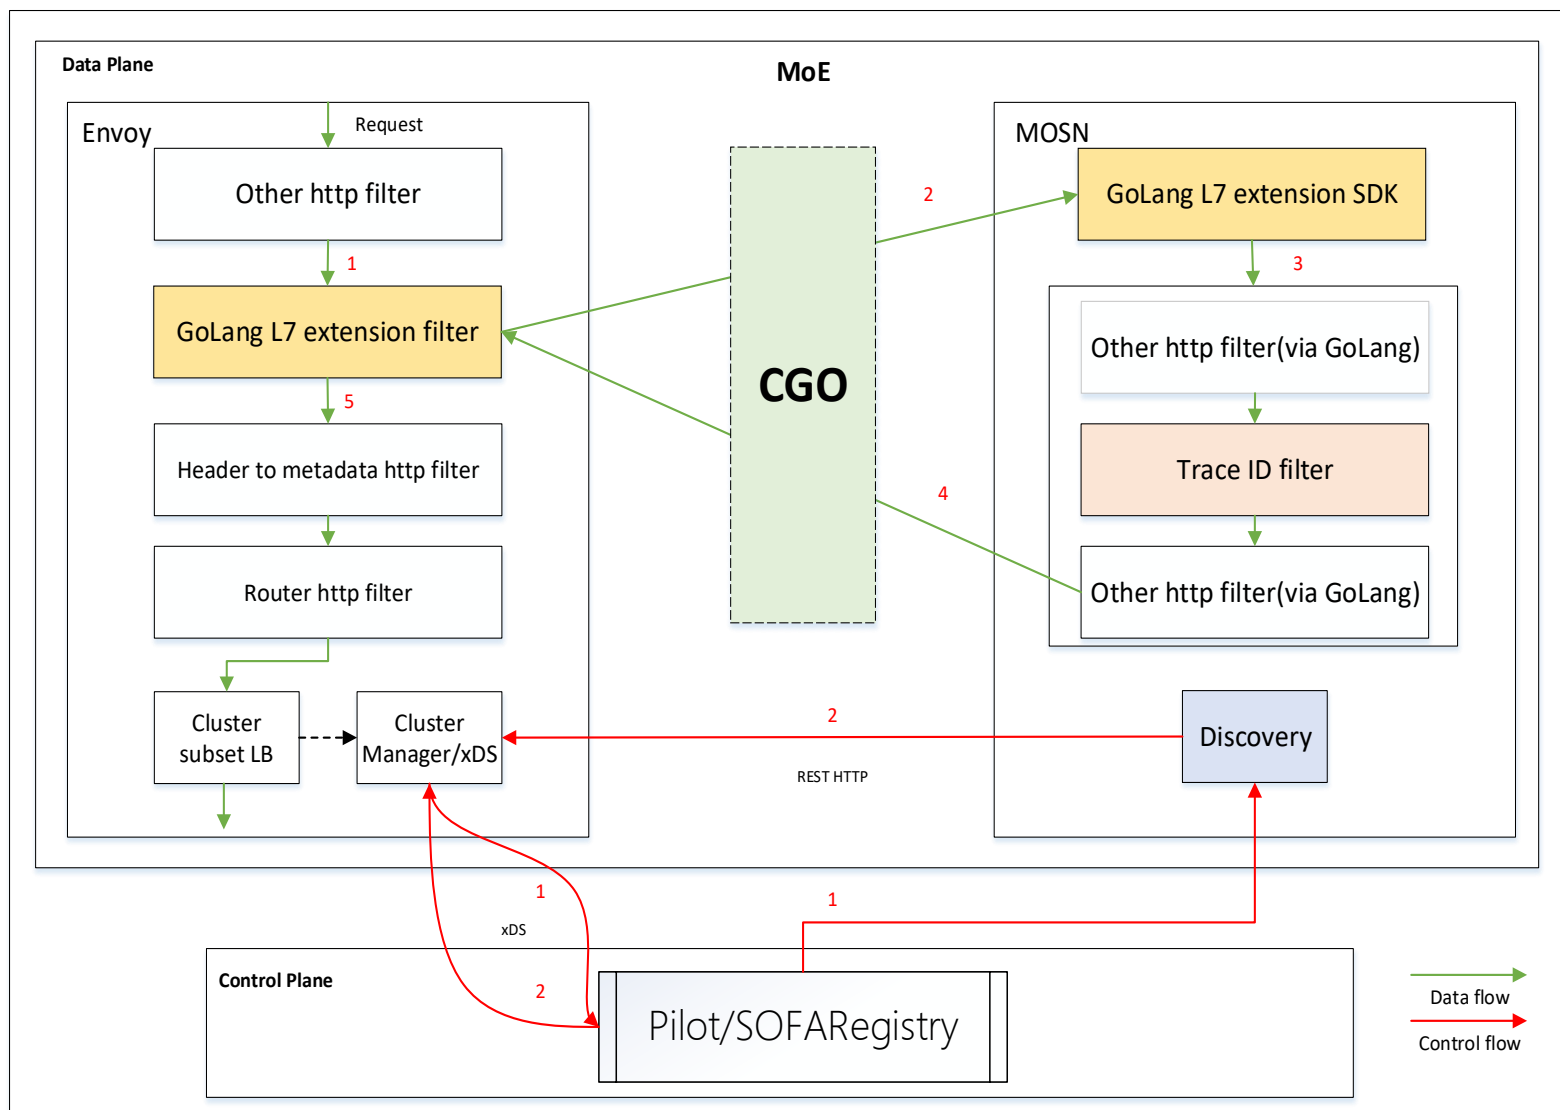 Data Plane
MoE
Envoy
Request
Other http filter
1
GoLang L7 extension filter
5
Header to metadata http filter
Router http filter
Cluster
subset LB
Cluster
Manager/xDS
CGO
2
4
MOSN
GoLang L7 extension SDK
3
Other http filter(via GoLang)
Trace ID filter
Other http filter(via GoLang)
Discovery
2
REST HTTP
1
xDS
2
1
Control Plane
Pilot/SOFARegistry
Data flow
Control flow